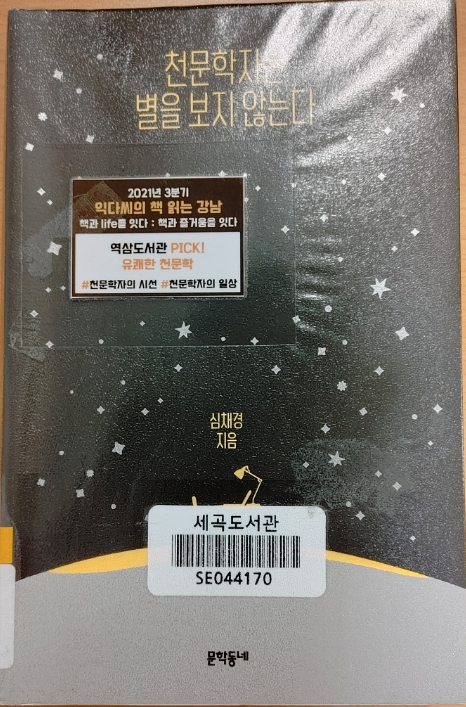 천문학자는
별을 보지 않는다
2021년 3분기
익다씨의 책 읽는 강남
책과 life를 잇다 : 책과 즐거움을 잇다
역삼도서관 PICK!
유쾌한 천문학
#천문학자의 시선 #천문학자의 일상
심채경
지음
세곡도서관
SE044170
문학동네